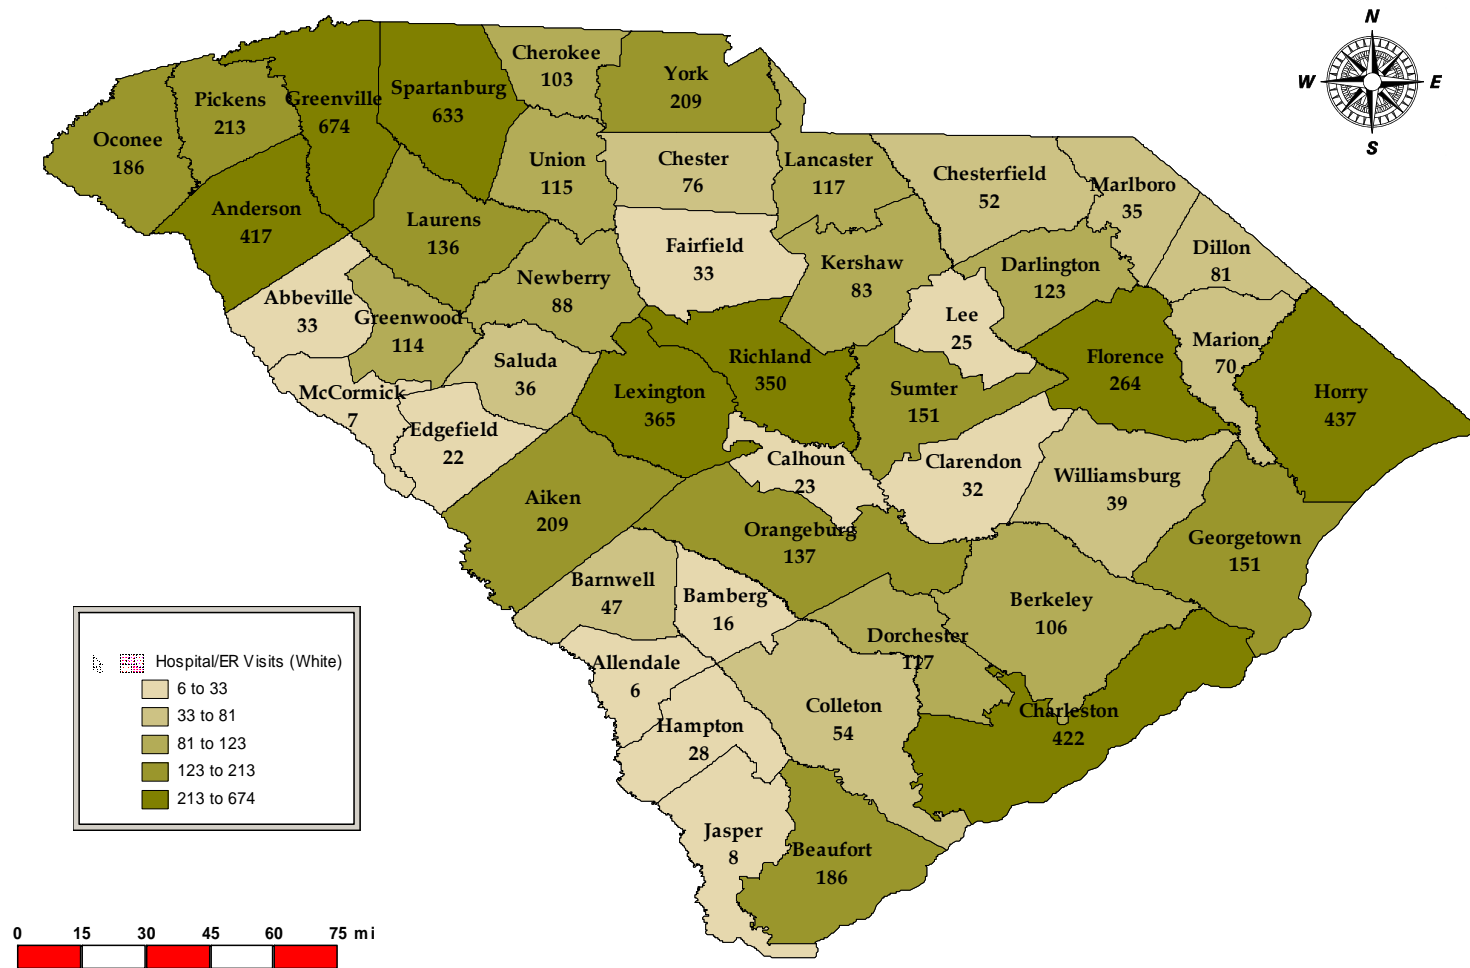 N
W
E
S
Cherokee
103
York
209
Spartanburg
633
Greenville
674
Pickens
213
Oconee
186
Union
115
Chester
76
Lancaster
117
Chesterfield
52
Marlboro
35
Anderson
417
Laurens
136
Fairfield
33
Kershaw
83
Darlington
123
Dillon
81
Newberry
88
Abbeville
33
Greenwood
114
Lee
25
Marion
70
Richland
350
Florence
264
Saluda
36
Lexington
365
Sumter
151
Horry
437
McCormick
7
Edgefield
22
Calhoun
23
Clarendon
32
Williamsburg
39
Aiken
209
Orangeburg
137
Georgetown
151
Barnwell
47
Bamberg
16
Berkeley
106
Dorchester
117
Allendale
6
Colleton
54
Charleston
422
Hampton
28
Jasper
8
Beaufort
186
Hospital/ER Visits (White)
6 to 33
33 to 81
81 to 123
123 to 213
213 to 674
0 15 30 45 60 75 mi